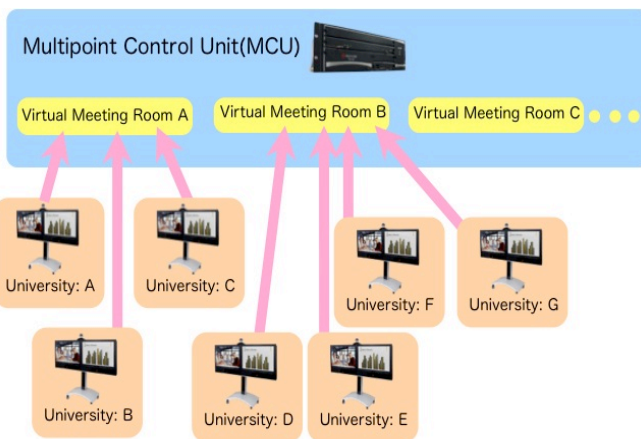 Multipoint Control Unit(MCU)
Virtual Meeting Room A
Virtual Meeting Room B
Virtual Meeting Room C
University: A
University: C
University: F
University: G
University: B
University: D
University: E